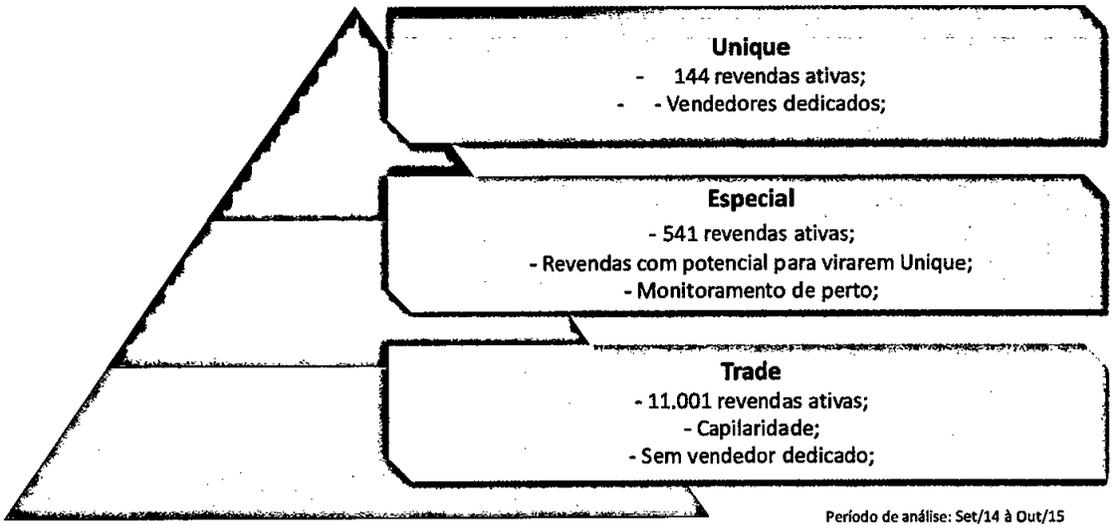 Unique
- 144 revendas ativas;
- - Vendedores dedicados;
Especial
- 541 revendas ativas;
- Revendas com potencial para virarem Unique;
- Monitoramento de perto;
Trade
- 11.001 revendas ativas;
- Capilaridade;
- Sem vendedor dedicado;
Período de análise: Set/14 à Out/15